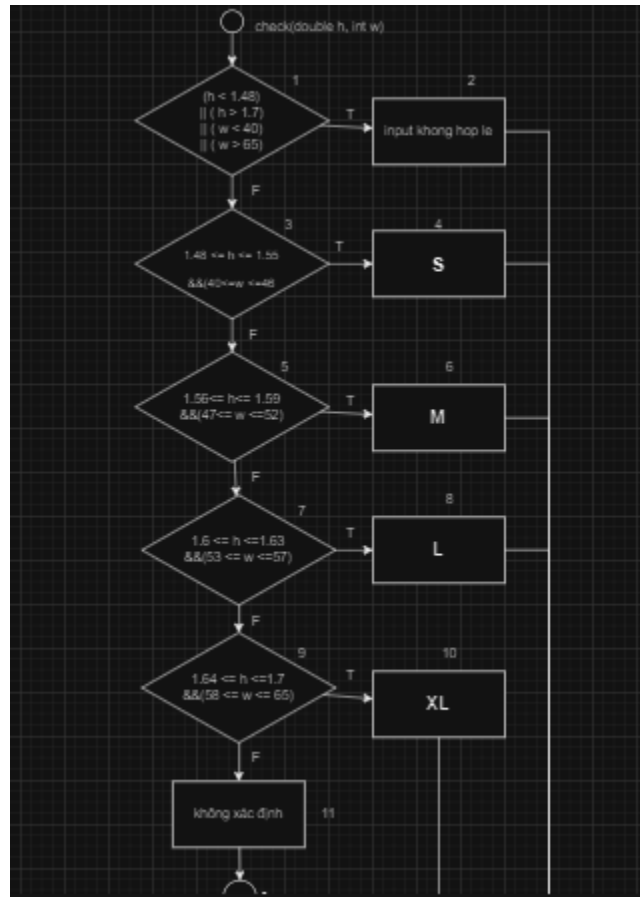 check(double h, int w)
1
(h < 1.48)
|| ( h > 1.7)
|| ( w < 40)
|| ( w > 65)
T
2
input khong hop le
F
3
1.48 <= h <= 1.55
&&(40<=w <=46
T
4
S
F
5
1.56<= h<= 1.59
&&(47<= w <=52)
T
6
M
F
7
1.6 <= h <=1.63
&&(53 <= w <=57)
T
8
L
F
9
1.64 <= h <=1.7
&&(58 <= w <= 65)
T
10
XL
F
không xác định
11